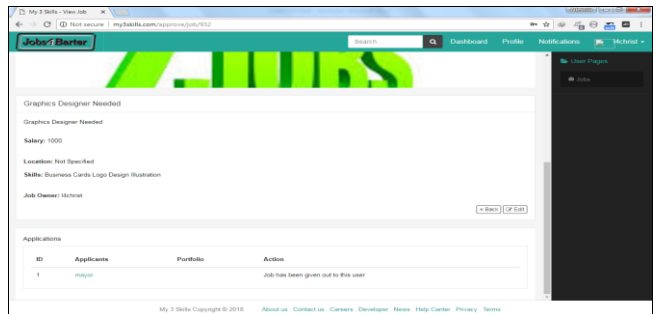 My 3 Skills - View Job
Not secure | my3skills.com/approve/job/932
Jobs4Barter
Search
Dashboard Profile Notifications Hichrist
JOBS
User Pages
Jobs
Graphics Designer Needed
Graphics Designer Needed
Salary: 1000
Location: Not Specified
Skills: Business Cards Logo Design Illustration
Job Owner: Hichrist
« Back Edit
Applications
ID Applicants Portfolio Action
1 mayor Job has been given out to this user
My 3 Skills Copyright © 2018 About us Contact us Careers Developer News Help Center Privacy Terms